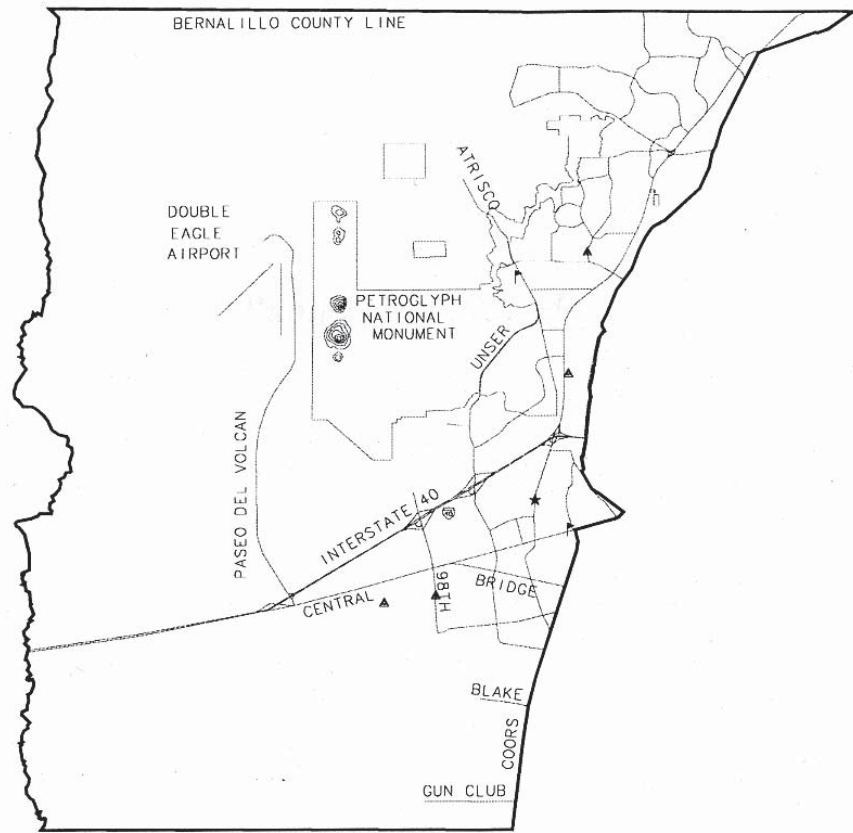 BERNALILLO COUNTY LINE
ATRISCO
DOUBLE
EAGLE
AIRPORT
PETROGLYPH
NATIONAL
MONUMENT
UNSER
PASEO DEL VOLCAN
INTERSTATE/40
CENTRAL
98TH
BRIDGE
BLAKE
COORS
GUN CLUB